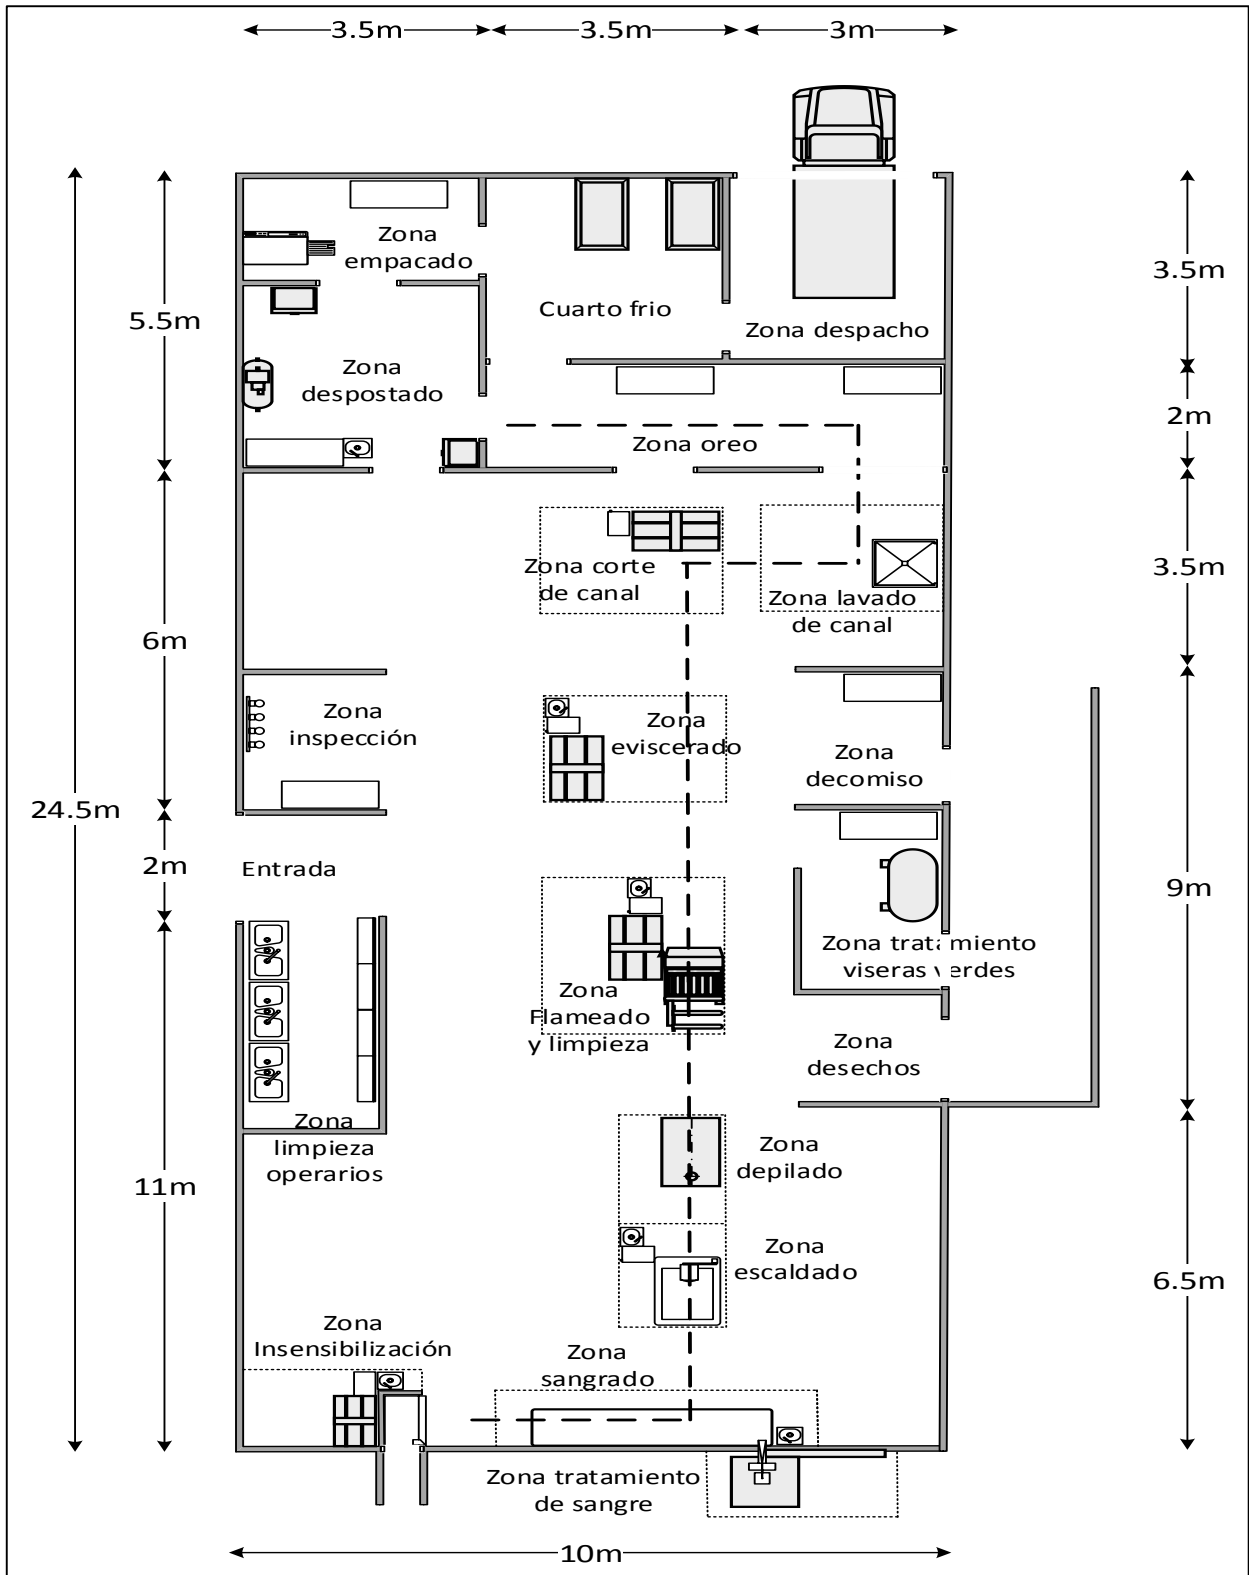 3.5m
3.5m
3m
Zona
empacado
3.5m
Cuarto frio
5.5m
Zona despacho
Zona
despostado
2m
Zona oreo
Zona corte
de canal
3.5m
Zona lavado
de canal
6m
Zona
inspección
Zona
eviscerado
Zona
decomiso
24.5m
2m
Entrada
9m
Zona tratamiento
viseras verdes
Zona
Flameado
y limpieza
Zona
desechos
Zona
limpieza
operarios
Zona
depilado
11m
Zona
escaldado
6.5m
Zona
Insensibilización
Zona
sangrado
Zona tratamiento
de sangre
10m